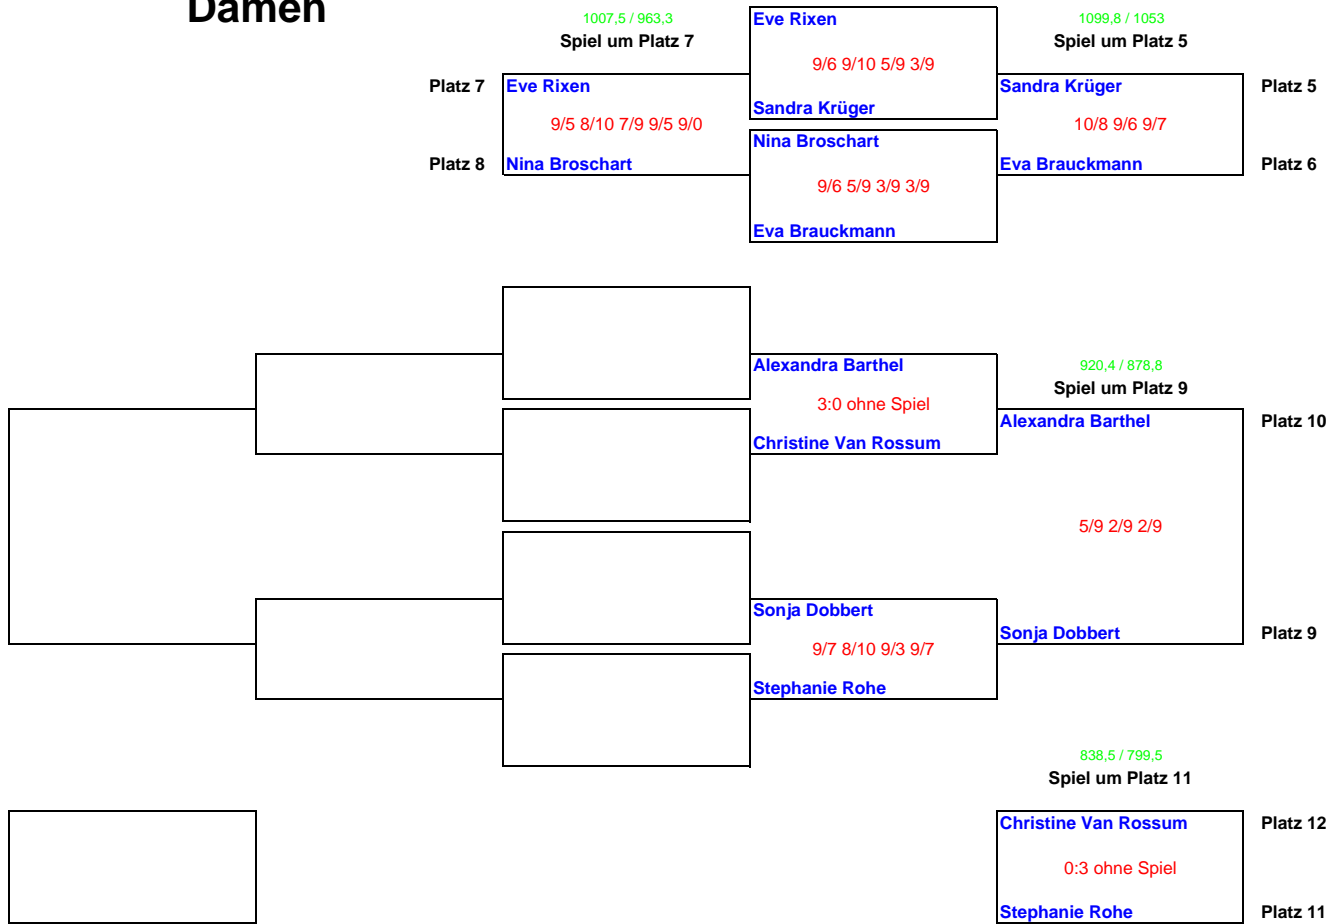 Damen
1007,5 / 963,3
Spiel um Platz 7
Eve Rixen
1099,8 / 1053
Spiel um Platz 5
9/6 9/10 5/9 3/9
Platz 7
Eve Rixen
Sandra Krüger
Platz 5
Sandra Krüger
9/5 8/10 7/9 9/5 9/0
10/8 9/6 9/7
Nina Broschart
Platz 8
Nina Broschart
Eva Brauckmann
Platz 6
9/6 5/9 3/9 3/9
Eva Brauckmann
Alexandra Barthel
920,4 / 878,8
Spiel um Platz 9
3:0 ohne Spiel
Alexandra Barthel
Platz 10
Christine Van Rossum
5/9 2/9 2/9
Sonja Dobbert
Sonja Dobbert
Platz 9
9/7 8/10 9/3 9/7
Stephanie Rohe
838,5 / 799,5
Spiel um Platz 11
Christine Van Rossum
Platz 12
0:3 ohne Spiel
Stephanie Rohe
Platz 11